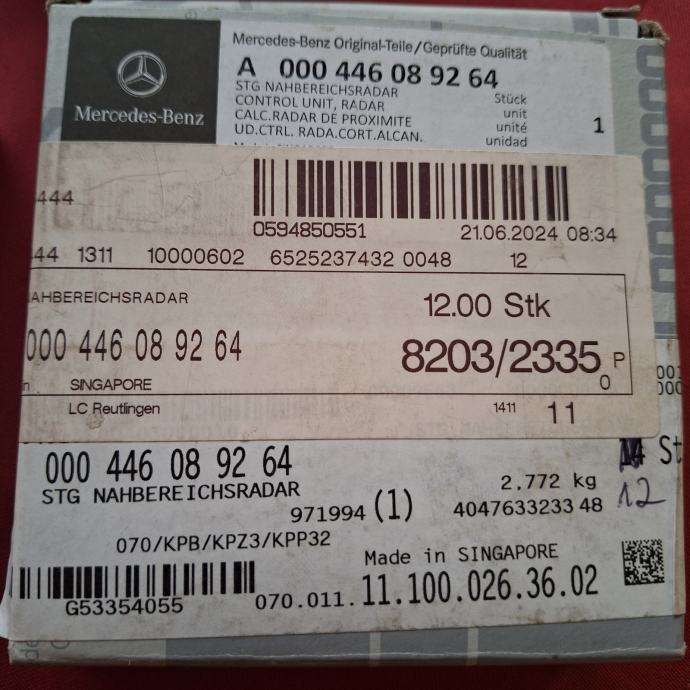 Mercedes-Benz Original-Teile/Geprüfte Qualität
A 000 446 08 92 64
STG NAHBEREICHSRADAR
CONTROL UNIT, RADAR
CALC.RADAR DE PROXIMITE
UD.CTRL. RADA.CORT.ALCAN.
Stück
unit
unité
unidad
1
Mercedes-Benz
444
0594850551 21.06.2024 08:34
44 1311 10000602 6525237432 0048 12
AHBEREICHSRADAR 12.00 Stk
000 446 08 92 64 8203/2335 P
0
n SINGAPORE
LC Reutlingen 1411 11
000 446 08 92 64 St
STG NAHBEREICHSRADAR 2.772 kg 12
971994 (1) 4047633233 48
070/KPB/KPZ3/KPP32
Made in SINGAPORE
G53354055 070.011.11.100.026.36.02